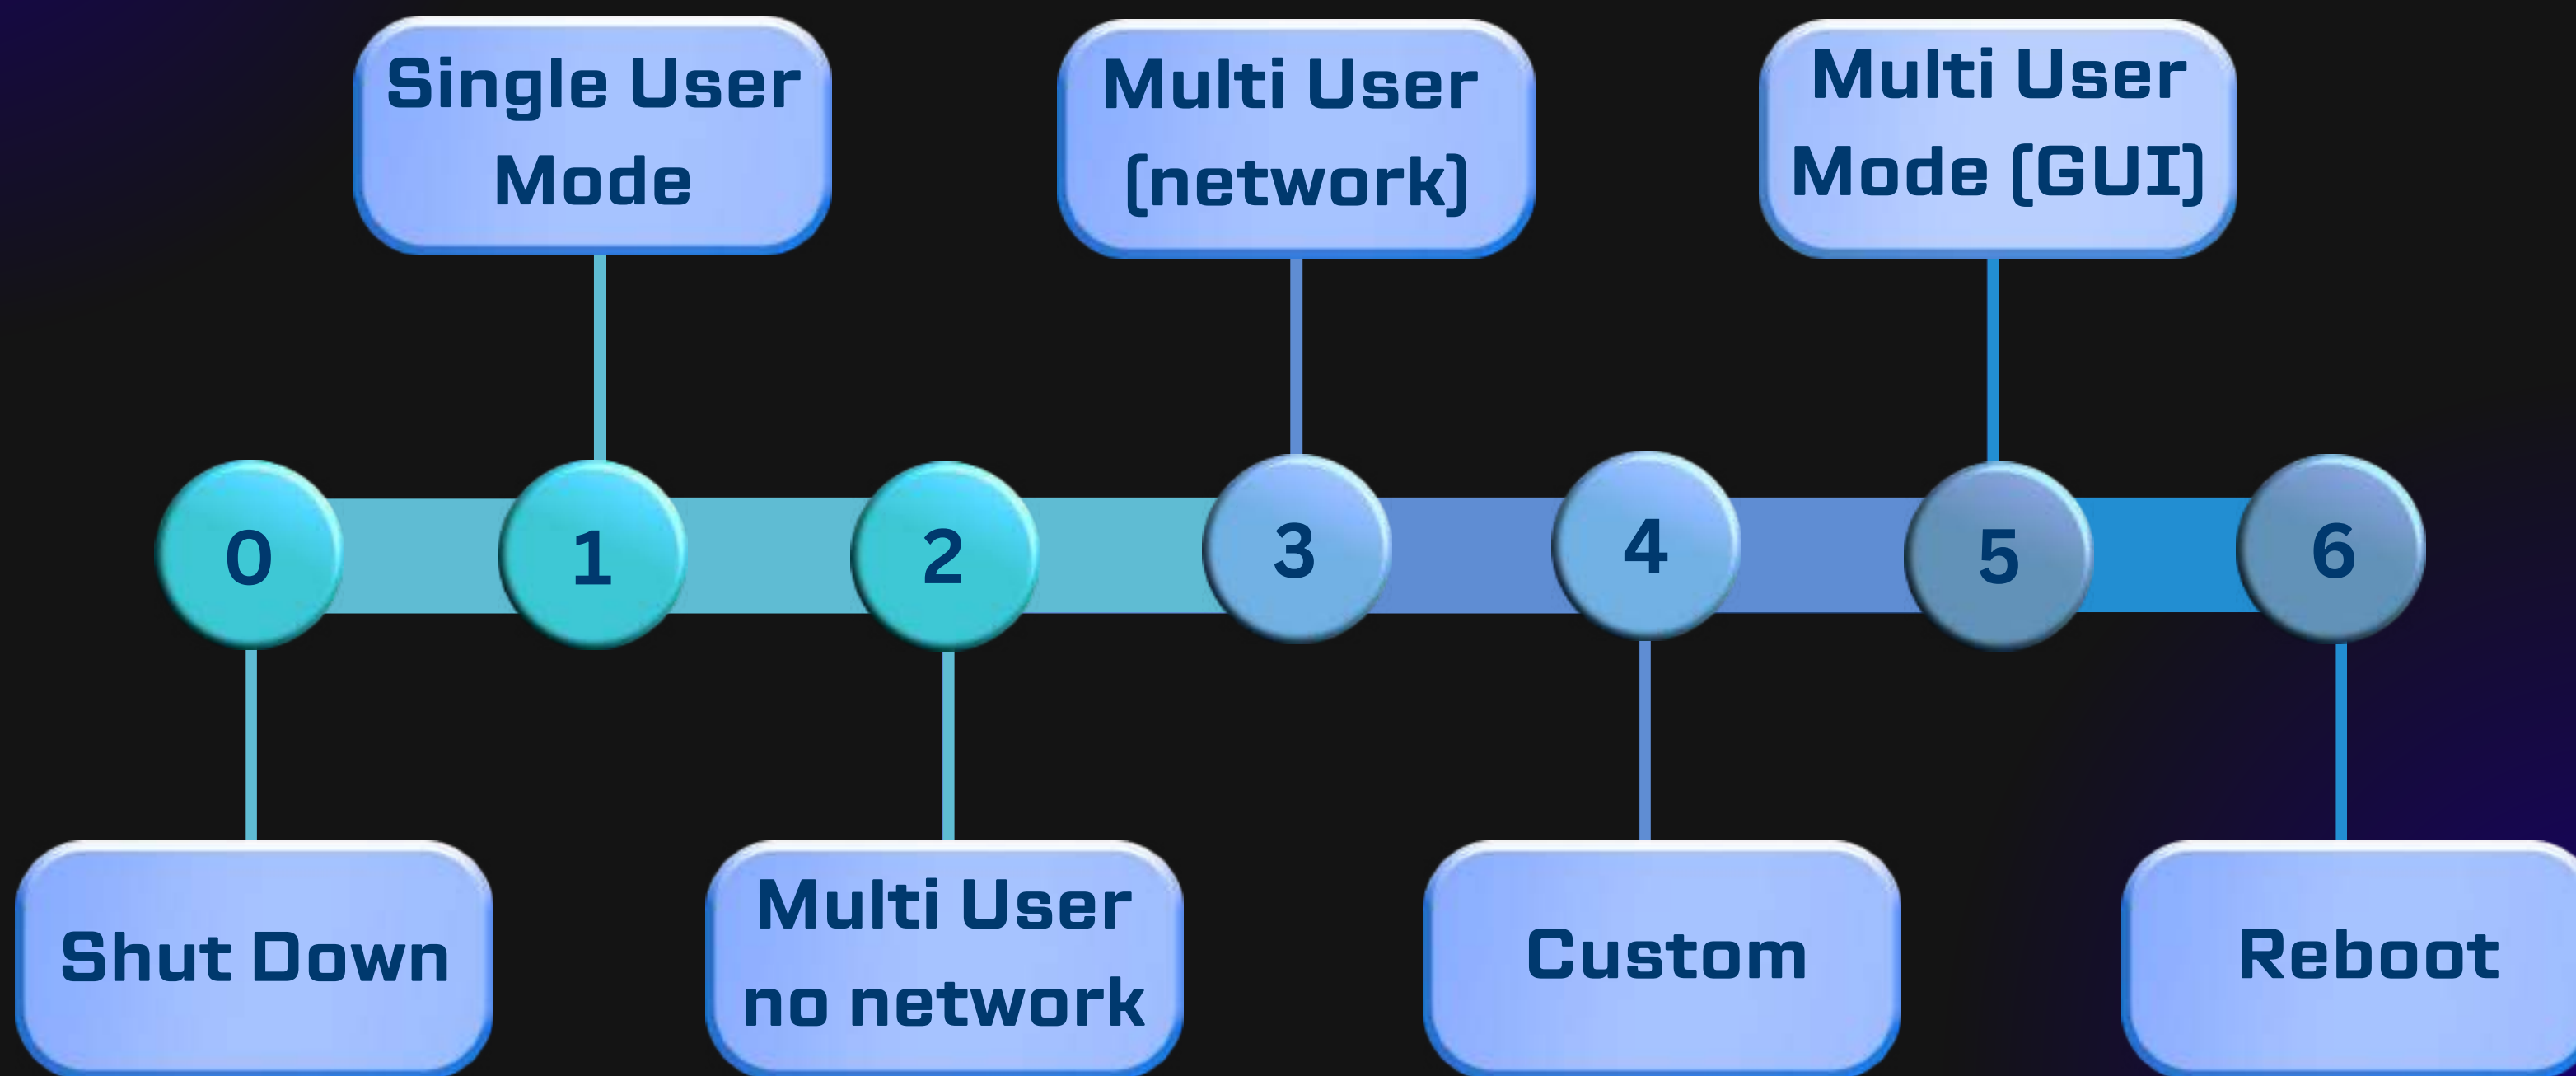 Single User
Mode
Multi User
(network)
Multi User
Mode (GUI)
0
1
2
3
4
5
6
Shut Down
Multi User
no network
Custom
Reboot